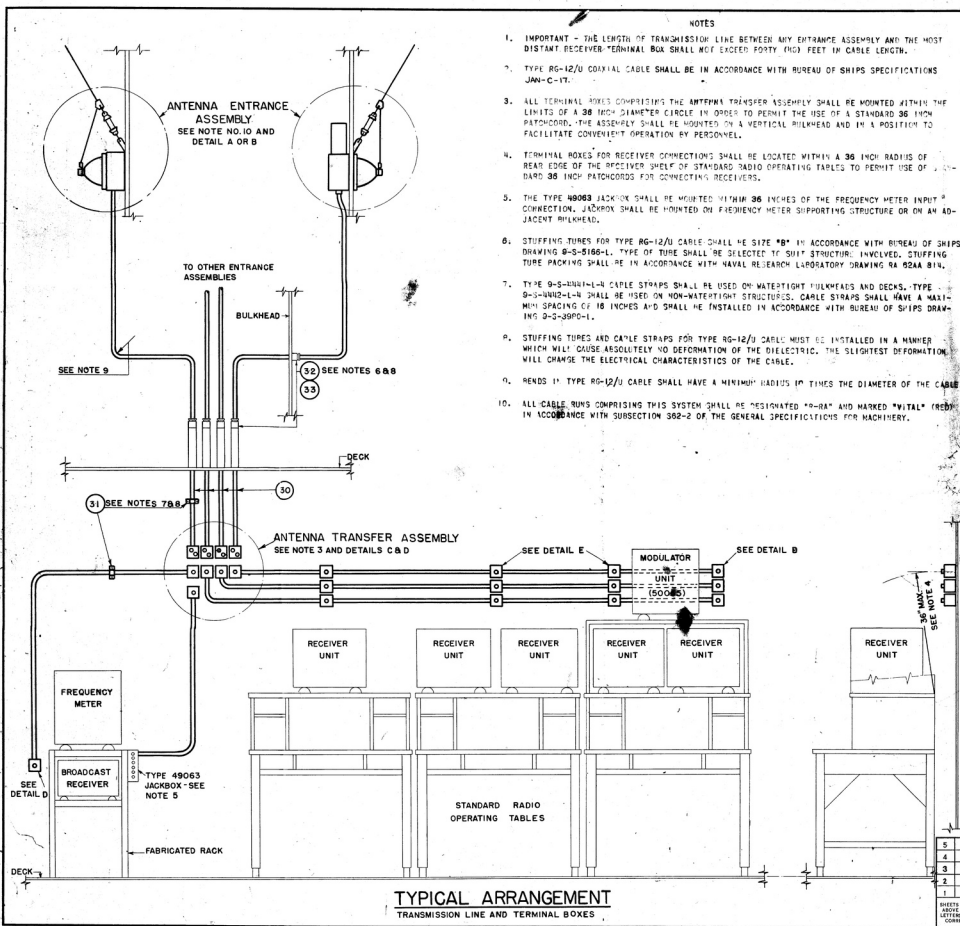 NOTES
1. IMPORTANT - THE LENGTH OF TRANSMISSION LINE BETWEEN ANY ENTRANCE ASSEMBLY AND THE MOST
DISTANT RECEIVER TERMINAL BOX SHALL NOT EXCEED FORTY (40) FEET IN CABLE LENGTH.
2. TYPE RG-12/U COAXIAL CABLE SHALL BE IN ACCORDANCE WITH BUREAU OF SHIPS SPECIFICATIONS
JAN-C-17.
3. ALL TERMINAL BOXES COMPRISING THE ANTENNA TRANSFER ASSEMBLY SHALL BE MOUNTED WITHIN THE
LIMITS OF A 36 INCH DIAMETER CIRCLE IN ORDER TO PERMIT THE USE OF A STANDARD 36 INCH
PATCHCORD. THE ASSEMBLY SHALL BE MOUNTED ON A VERTICAL BULKHEAD AND IN A POSITION TO
FACILITATE CONVENIENT OPERATION BY PERSONNEL.
4. TERMINAL BOXES FOR RECEIVER CONNECTIONS SHALL BE LOCATED WITHIN A 36 INCH RADIUS OF
REAR EDGE OF THE RECEIVER SHELF OF STANDARD RADIO OPERATING TABLES TO PERMIT USE OF
DARD 36 INCH PATCHCORDS FOR CONNECTING RECEIVERS.
5. THE TYPE 49063 JACKBOX SHALL BE MOUNTED WITHIN 36 INCHES OF THE FREQUENCY METER INPUT
CONNECTION. JACKBOX SHALL BE MOUNTED ON FREQUENCY METER SUPPORTING STRUCTURE OR ON AN AD-
JACENT BULKHEAD.
6. STUFFING TUBES FOR TYPE RG-12/U CABLE SHALL BE SIZE "B" IN ACCORDANCE WITH BUREAU OF SHIPS
DRAWING 9-S-5166-L. TYPE OF TUBE SHALL BE SELECTED TO SUIT STRUCTURE INVOLVED. STUFFING
TUBE PACKING SHALL BE IN ACCORDANCE WITH NAVAL RESEARCH LABORATORY DRAWING RA 62AA 814.
7. TYPE 9-S-4441-L-4 CABLE STRAPS SHALL BE USED ON WATERTIGHT BULKHEADS AND DECKS. TYPE
9-S-4442-L-4 SHALL BE USED ON NON-WATERTIGHT STRUCTURES. CABLE STRAPS SHALL HAVE A MAXI-
MUM SPACING OF 16 INCHES AND SHALL BE INSTALLED IN ACCORDANCE WITH BUREAU OF SHIPS DRAW-
ING 9-S-3980-L.
8. STUFFING TUBES AND CABLE STRAPS FOR TYPE RG-12/U CABLE MUST BE INSTALLED IN A MANNER
WHICH WILL CAUSE ABSOLUTELY NO DEFORMATION OF THE DIELECTRIC. THE SLIGHTEST DEFORMATION
WILL CHANGE THE ELECTRICAL CHARACTERISTICS OF THE CABLE.
9. BENDS IN TYPE RG-12/U CABLE SHALL HAVE A MINIMUM RADIUS 10 TIMES THE DIAMETER OF THE CABLE
10. ALL CABLE RUNS COMPRISING THIS SYSTEM SHALL BE DESIGNATED "R-RA" AND MARKED "VITAL" (RED)
IN ACCORDANCE WITH SUBSECTION S62-2 OF THE GENERAL SPECIFICATIONS FOR MACHINERY.
ANTENNA ENTRANCE
ASSEMBLY
SEE NOTE NO.10 AND
DETAIL A OR B
TO OTHER ENTRANCE
ASSEMBLIES
BULKHEAD
SEE NOTE 9
32 SEE NOTES 6&8
33
DECK
30
31 SEE NOTES 7&8
ANTENNA TRANSFER ASSEMBLY
SEE NOTE 3 AND DETAILS C & D
SEE DETAIL E
MODULATOR
UNIT
SEE DETAIL B
36" MAX.
SEE NOTE 4
RECEIVER
UNIT
RECEIVER
UNIT
RECEIVER
UNIT
RECEIVER
UNIT
RECEIVER
UNIT
RECEIVER
UNIT
FREQUENCY
METER
BROADCAST
RECEIVER
SEE
DETAIL D
TYPE 49063
JACKBOX - SEE
NOTE 5
STANDARD RADIO
OPERATING TABLES
FABRICATED RACK
DECK
TYPICAL ARRANGEMENT
TRANSMISSION LINE AND TERMINAL BOXES
5
4
3
2
1
SHEETS
ABOVE
LETTER